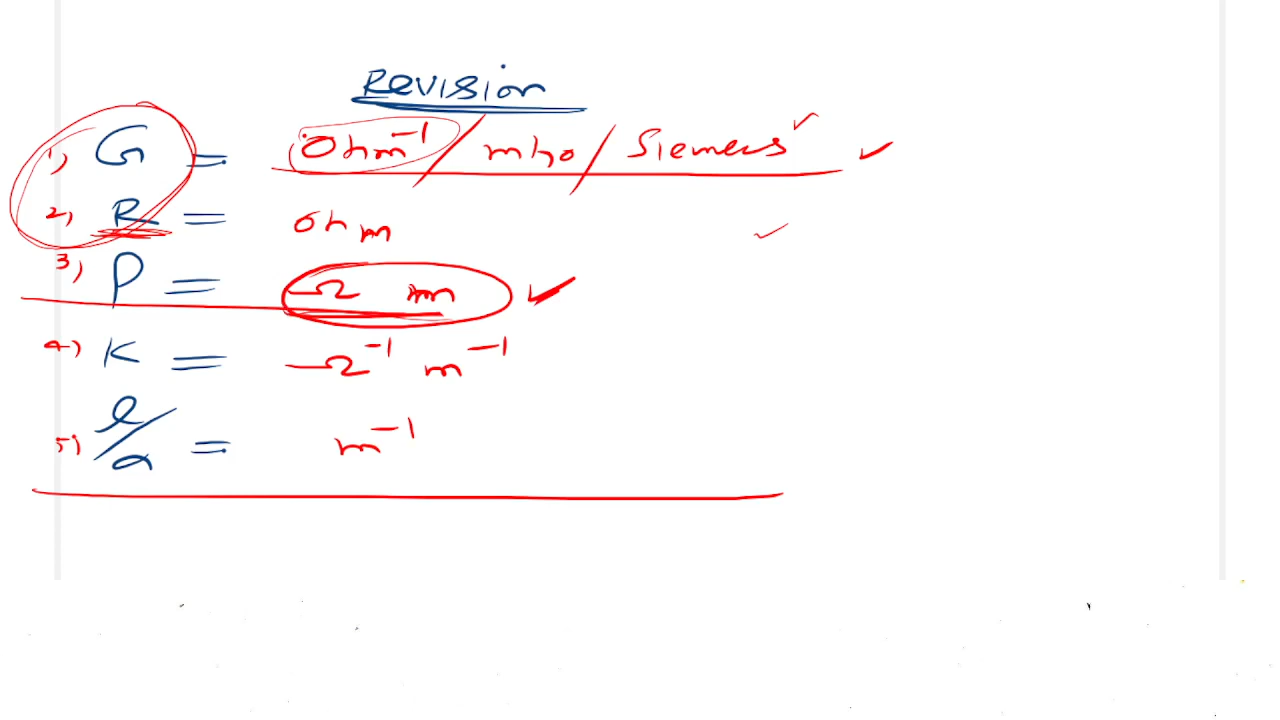 Revision
1) G = Ohm⁻¹ / mho / Siemens ✓ ✓
2) R = ohm ✓
3) ρ = Ω m ✓
4) K = Ω⁻¹ m⁻¹
5) l/a = m⁻¹